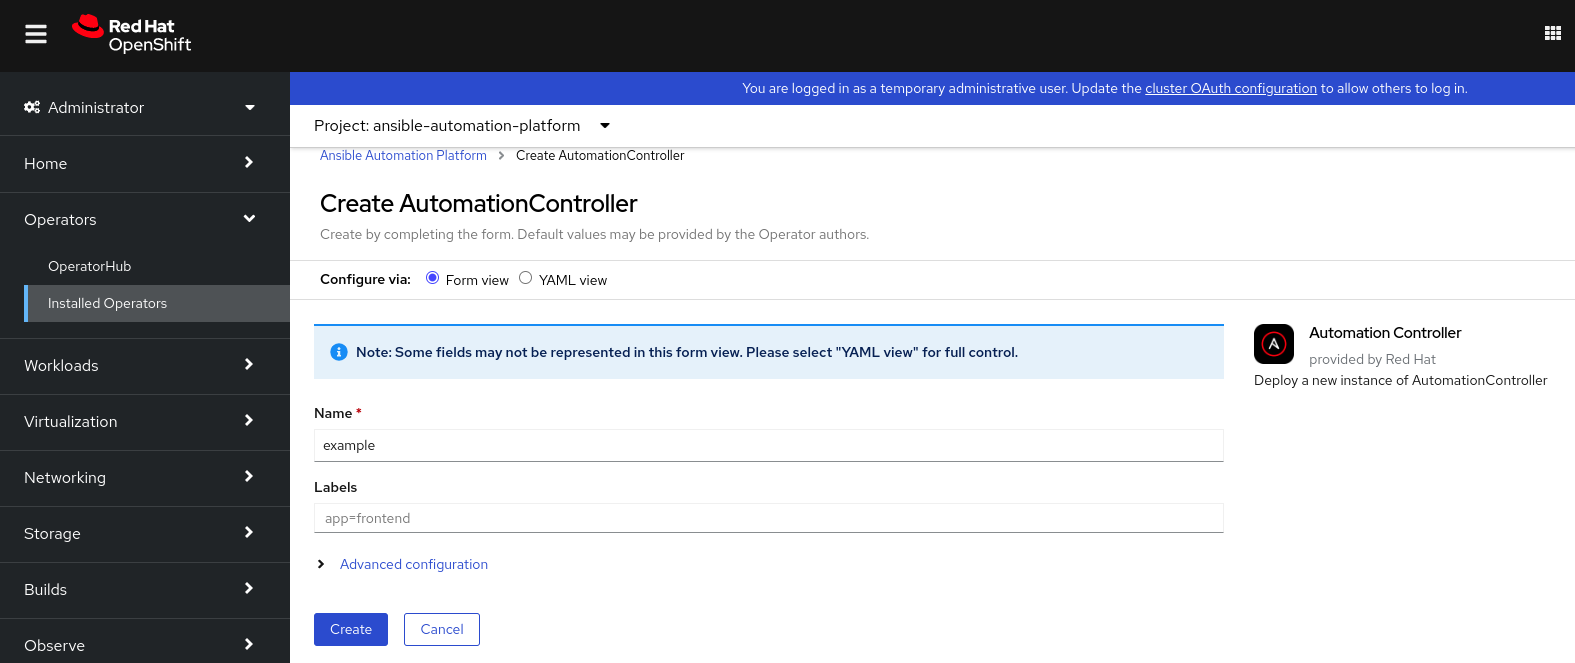 Red Hat
OpenShift
You are logged in as a temporary administrative user. Update the cluster OAuth configuration to allow others to log in.
Administrator
Home
Operators
OperatorHub
Installed Operators
Workloads
Virtualization
Networking
Storage
Builds
Observe
Project: ansible-automation-platform
Ansible Automation Platform > Create AutomationController
Create AutomationController
Create by completing the form. Default values may be provided by the Operator authors.
Configure via: Form view YAML view
Note: Some fields may not be represented in this form view. Please select "YAML view" for full control.
Name *
example
Labels
app=frontend
Advanced configuration
Create Cancel
Automation Controller
provided by Red Hat
Deploy a new instance of AutomationController